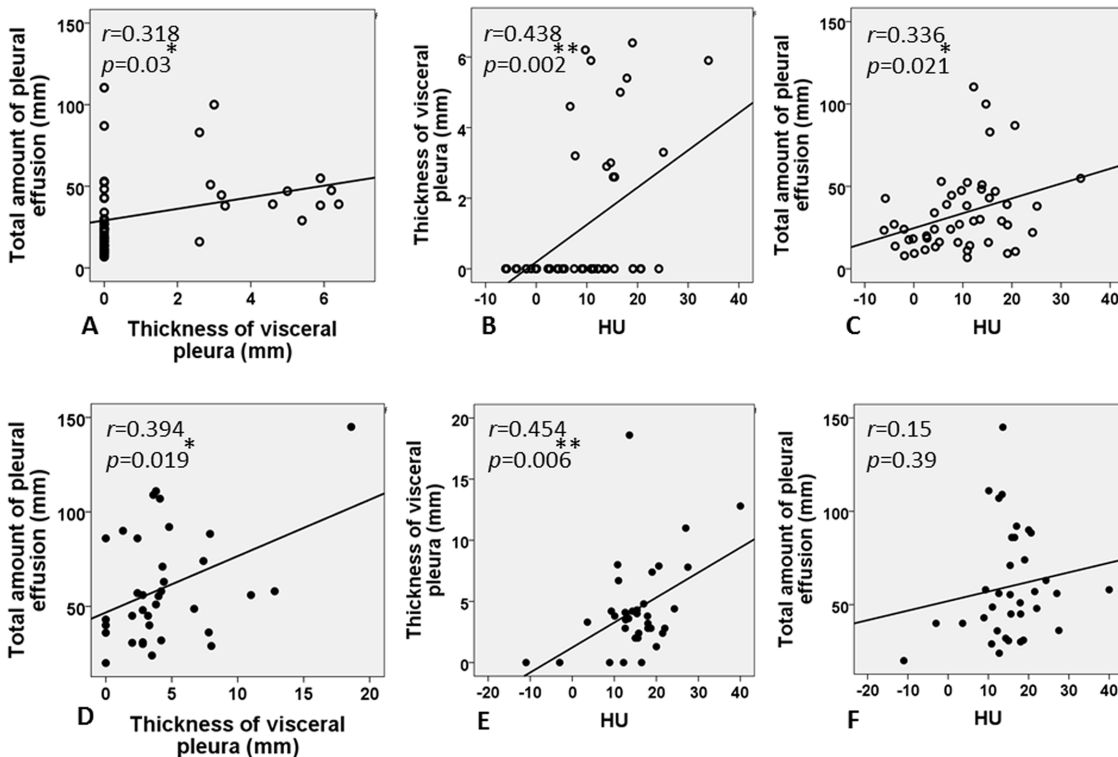 r=0.318
p=0.03*
150
100
50
0
0
2
4
6
Total amount of pleural
effusion (mm)
A
Thickness of visceral
pleura (mm)
r=0.438
p=0.002**
6
4
2
0
-10
0
10
20
30
40
Thickness of visceral
pleura (mm)
B
HU
r=0.336
p=0.021*
150
100
50
0
-10
0
10
20
30
40
Total amount of pleural
effusion (mm)
C
HU
r=0.394
p=0.019*
150
100
50
0
5
10
15
20
Total amount of pleural
effusion (mm)
D
Thickness of visceral
pleura (mm)
r=0.454
p=0.006**
20
15
10
5
0
-20
-10
0
10
20
30
40
Thickness of visceral
pleura (mm)
E
HU
r=0.15
p=0.39
150
100
50
-20
-10
0
10
20
30
40
Total amount of pleural
effusion (mm)
F
HU